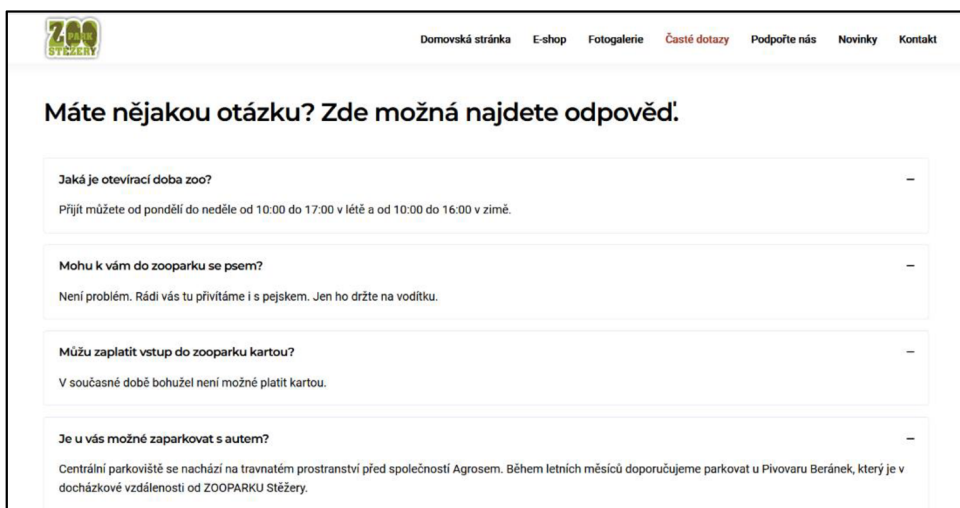 ZOO
PARK
STĚŽERY
Domovská stránka E-shop Fotogalerie Časté dotazy Podpořte nás Novinky Kontakt
Máte nějakou otázku? Zde možná najdete odpověď.
Jaká je otevírací doba zoo?
Přijít můžete od pondělí do neděle od 10:00 do 17:00 v létě a od 10:00 do 16:00 v zimě.
Mohu k vám do zooparku se psem?
Není problém. Rádi vás tu přivítáme i s pejskem. Jen ho držte na vodítku.
Můžu zaplatit vstup do zooparku kartou?
V současné době bohužel není možné platit kartou.
Je u vás možné zaparkovat s autem?
Centrální parkoviště se nachází na travnatém prostranství před společností Agrosem. Během letních měsíců doporučujeme parkovat u Pivovaru Beránek, který je v
docházkové vzdálenosti od ZOOPARKU Stěžery.